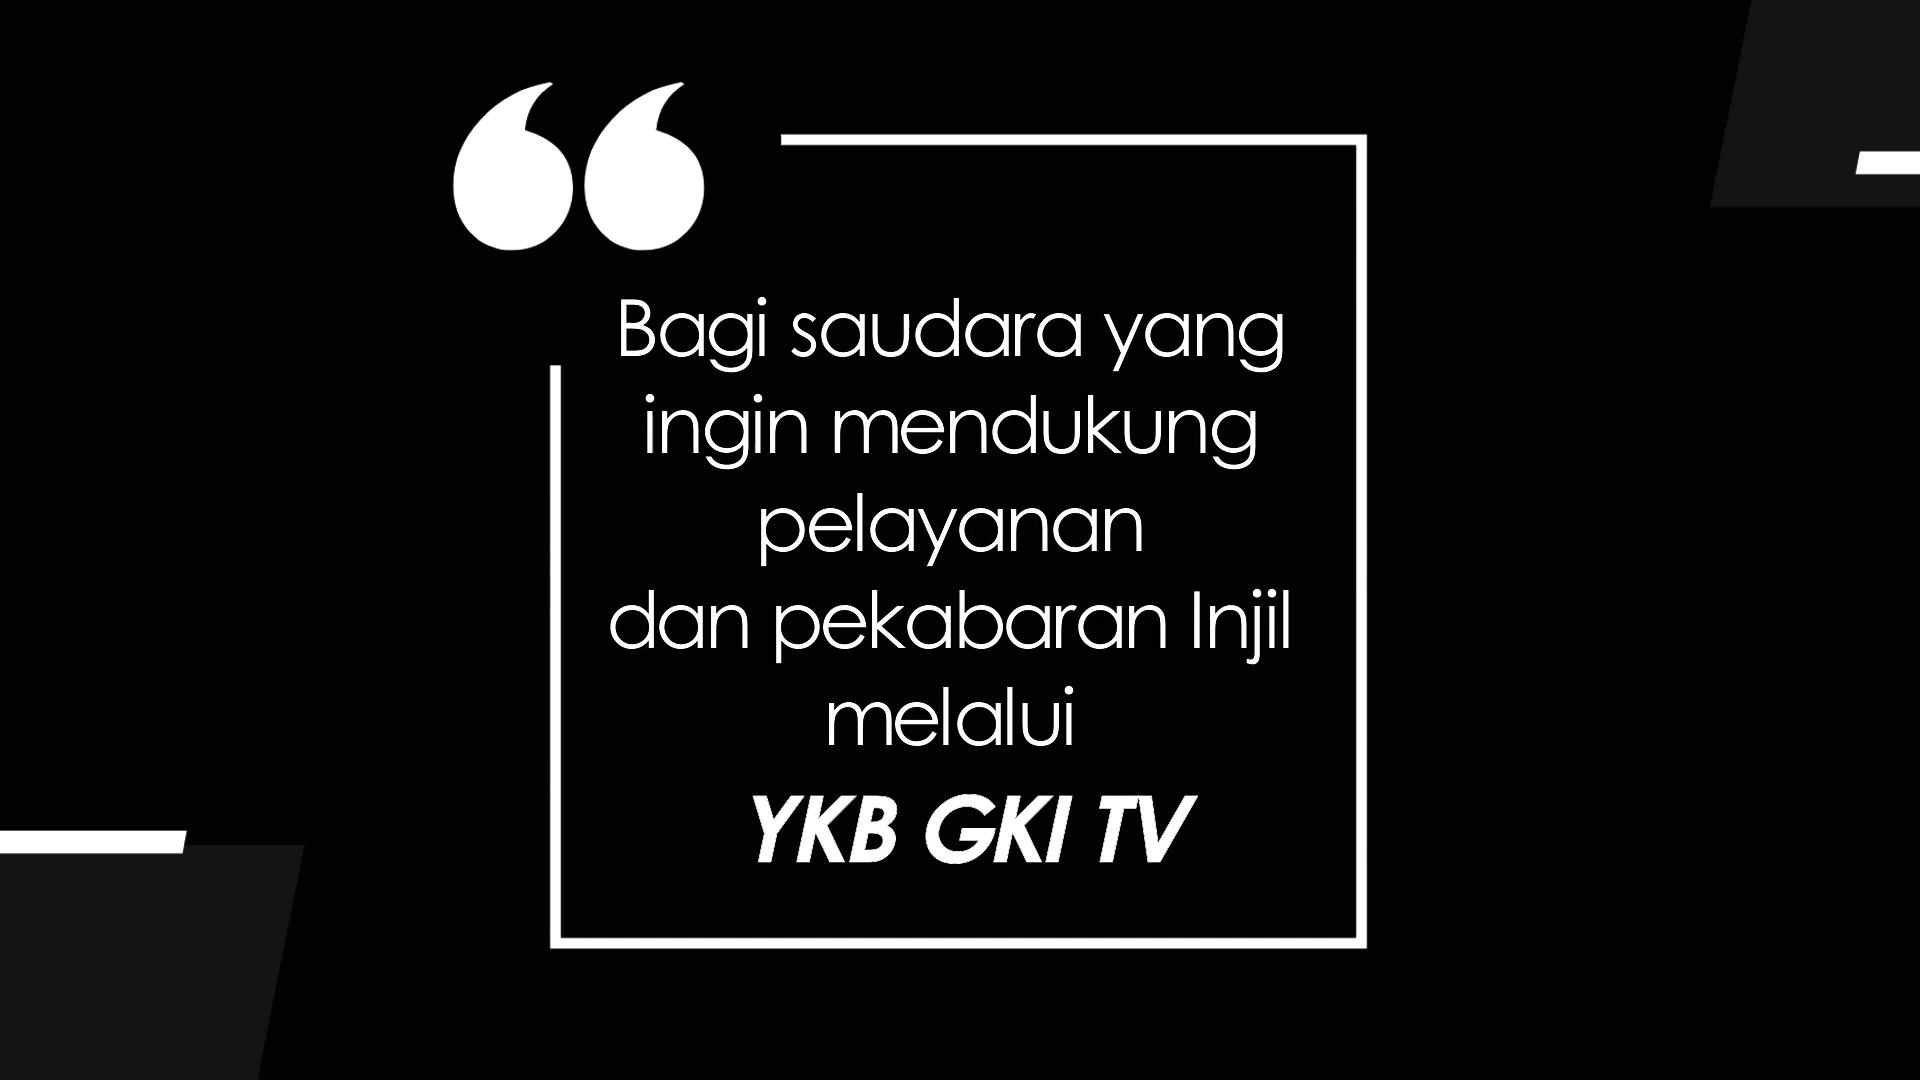 Bagi saudara yang
ingin mendukung
pelayanan
dan pekabaran Injil
melalui
YKB GKI TV